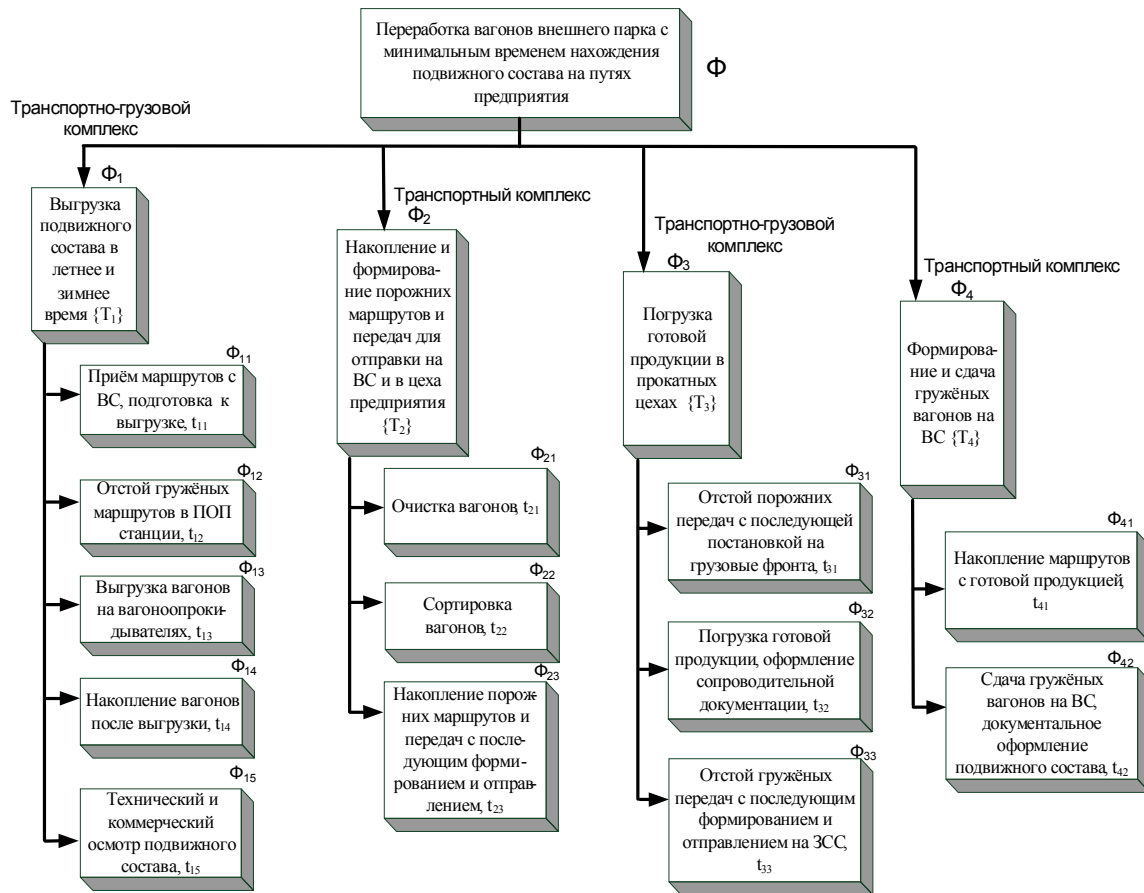 Переработка вагонов внешнего парка с
минимальным временем нахождения
подвижного состава на путях
предприятия
Ф
Транспортно-грузовой
комплекс
Ф1
Выгрузка
подвижного
состава в
летнее и
зимнее
время {T1}
Ф11
Приём маршрутов с
ВС, подготовка к
выгрузке, t11
Ф12
Отстой гружёных
маршрутов в ПОП
станции, t12
Ф13
Выгрузка вагонов
на вагоноопроки-
дывателях, t13
Ф14
Накопление вагонов
после выгрузки, t14
Ф15
Технический и
коммерческий
осмотр подвижного
состава, t15
Транспортный комплекс
Ф2
Накопление и
формирова-
ние порожних
маршрутов и
передач для
отправки на
ВС и в цеха
предприятия
{T2}
Ф21
Очистка вагонов, t21
Ф22
Сортировка
вагонов, t22
Ф23
Накопление порож-
них маршрутов и
передач с после-
дующим форми-
рованием и отправ-
лением, t23
Транспортно-грузовой
комплекс
Ф3
Погрузка
готовой
продукции в
прокатных
цехах {T3}
Ф31
Отстой порожних
передач с последующей
постановкой на
грузовые фронта, t31
Ф32
Погрузка готовой
продукции, оформление
сопроводительной
документации, t32
Ф33
Отстой гружёных
передач с последующим
формированием и
отправлением на ЗСС,
t33
Транспортный комплекс
Ф4
Формирова-
ние и сдача
гружёных
вагонов на
ВС {T4}
Ф41
Накопление маршрутов
с готовой продукцией,
t41
Ф42
Сдача гружёных
вагонов на ВС,
документальное
оформление
подвижного состава, t42